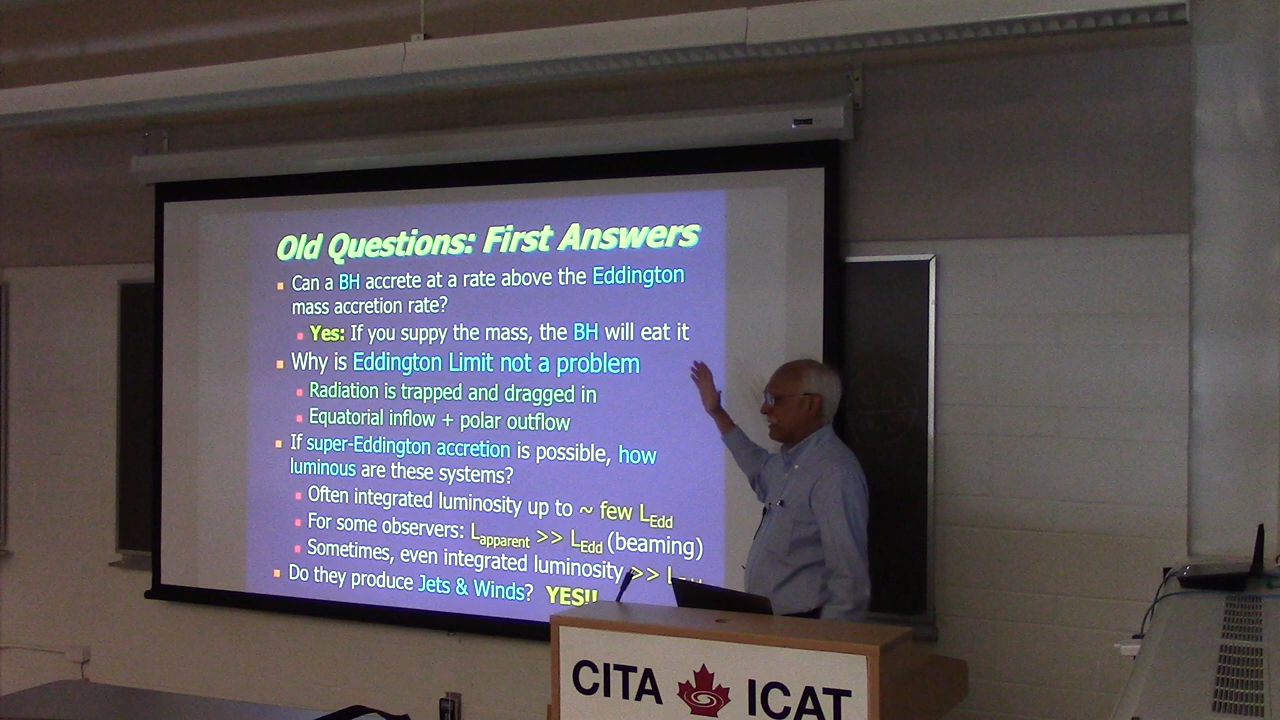 Old Questions: First Answers
Can a BH accrete at a rate above the Eddington
mass accretion rate?
Yes: If you suppy the mass, the BH will eat it
Why is Eddington Limit not a problem
Radiation is trapped and dragged in
Equatorial inflow + polar outflow
If super-Eddington accretion is possible, how
luminous are these systems?
Often integrated luminosity up to ~ few LEdd
For some observers: Lapparent >> LEdd (beaming)
Sometimes, even integrated luminosity >> L
Do they produce Jets & Winds? YES!!
CITA ICAT